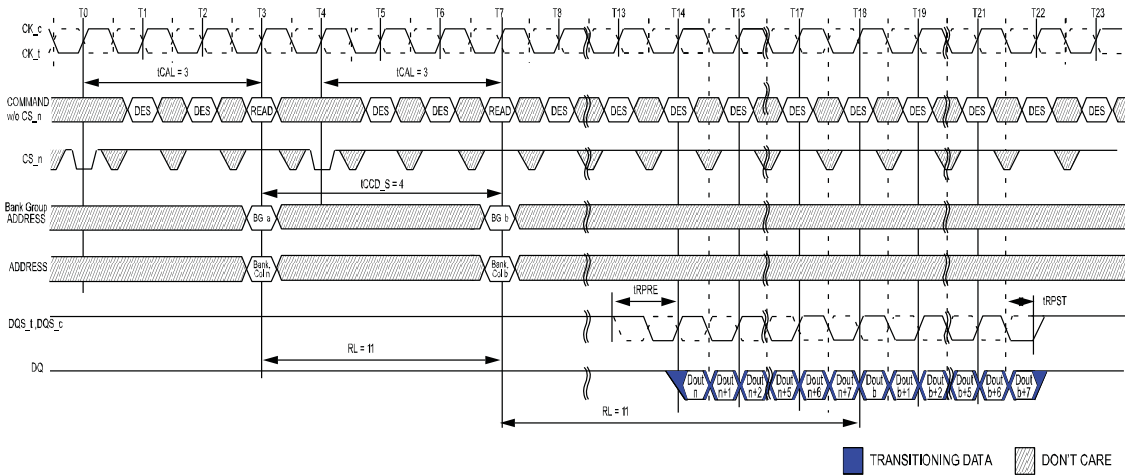 T0 T1 T2 T3 T4 T5 T6 T7 T8 T13 T14 T15 T17 T18 T19 T21 T22 T23
CK_c
CK_t
tCAL = 3 tCAL = 3
COMMAND
w/o CS_n
DES DES READ DES DES READ DES DES DES DES DES DES DES DES DES DES
CS_n
tCCD_S = 4
Bank Group
ADDRESS
BG a BG b
ADDRESS
Bank, Bank,
Col n Col b
tRPRE tRPST
DQS_t ,DQS_c
RL = 11
DQ
Dout Dout Dout Dout Dout Dout Dout Dout Dout Dout Dout Dout
n n+1 n+2 n+5 n+6 n+7 b b+1 b+2 b+5 b+6 b+7
RL = 11
TRANSITIONING DATA DON'T CARE